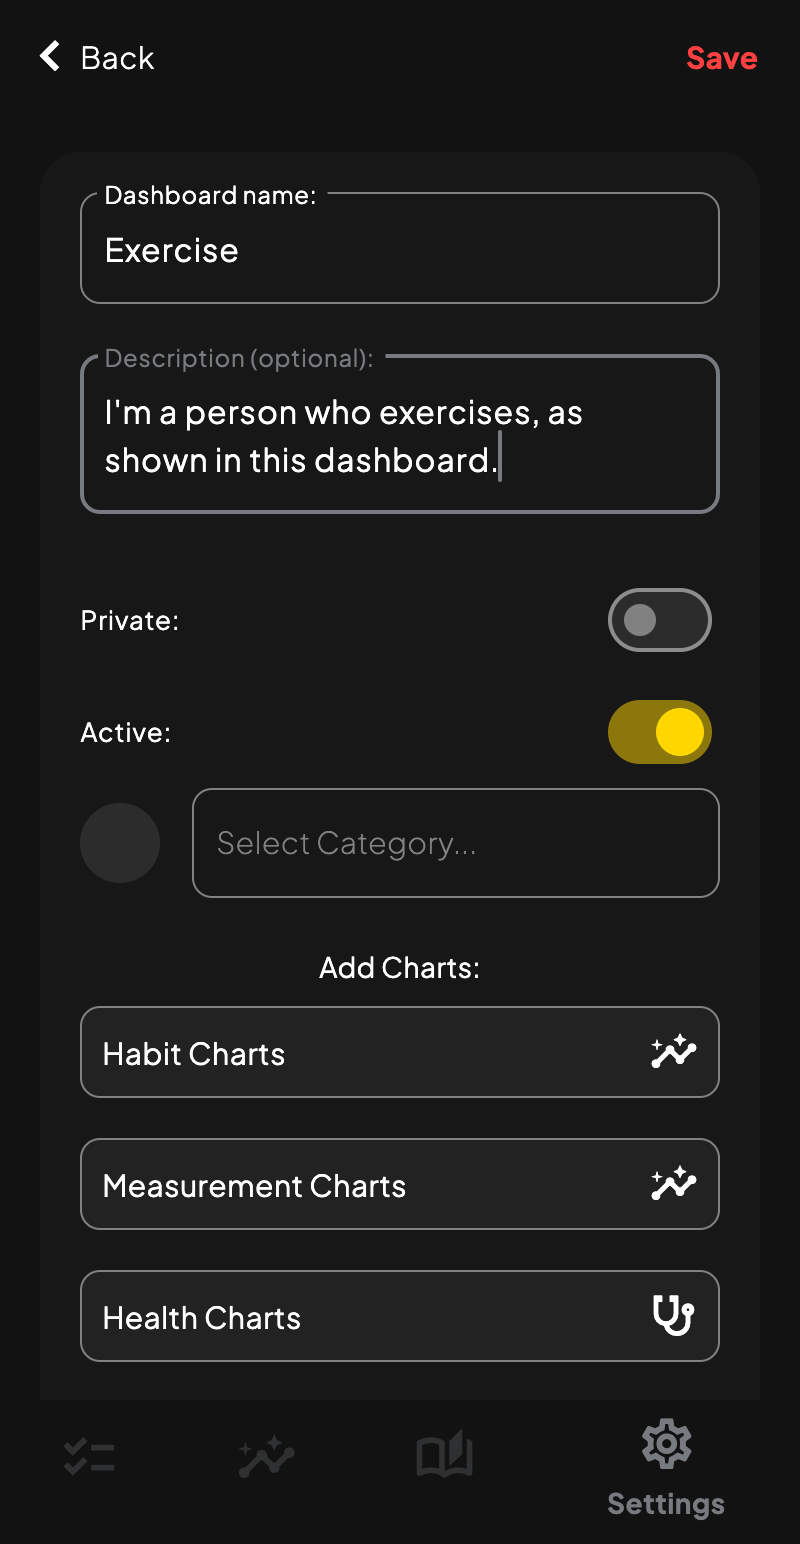 Back
Save
Dashboard name:
Exercise
Description (optional):
I'm a person who exercises, as
shown in this dashboard.
Private:
Active:
Select Category...
Add Charts:
Habit Charts
Measurement Charts
Health Charts
Settings